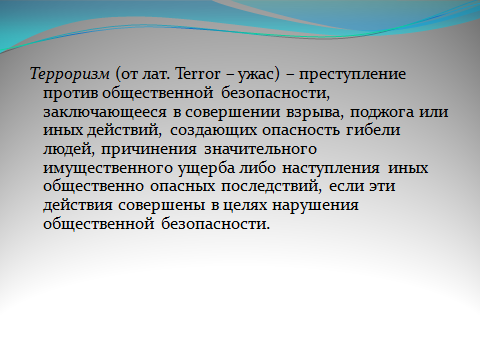 Терроризм (от лат. Terror – ужас) – преступление
против общественной безопасности,
заключающееся в совершении взрыва, поджога или
иных действий, создающих опасность гибели
людей, причинения значительного
имущественного ущерба либо наступления иных
общественно опасных последствий, если эти
действия совершены в целях нарушения
общественной безопасности.